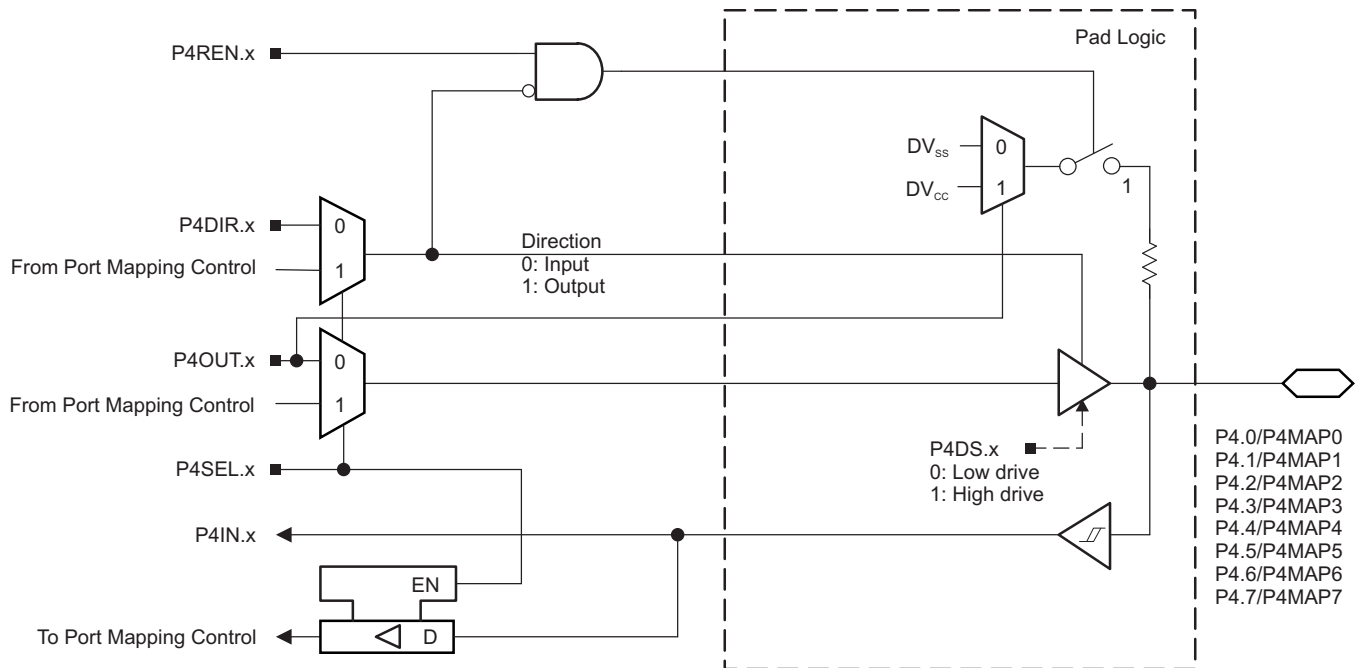 Pad Logic
P4REN.x
DVSS
0
DVCC
1
1
P4DIR.x
0
From Port Mapping Control
1
Direction
0: Input
1: Output
P4OUT.x
0
From Port Mapping Control
1
P4SEL.x
P4DS.x
0: Low drive
1: High drive
P4IN.x
EN
To Port Mapping Control
D
P4.0/P4MAP0
P4.1/P4MAP1
P4.2/P4MAP2
P4.3/P4MAP3
P4.4/P4MAP4
P4.5/P4MAP5
P4.6/P4MAP6
P4.7/P4MAP7